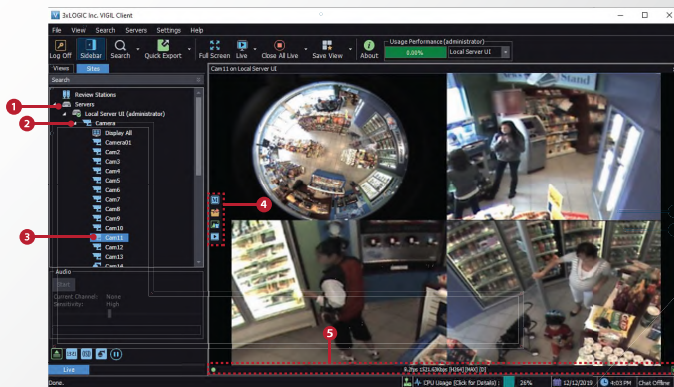 3xLOGIC Inc. VIGIL Client
File View Search Servers Settings Help
Log Off Sidebar Search Quick Export Full Screen Live Close All Live Save View About
Usage Performance (administrator)
0.00% Local Server UI
Views Sites
Cam11 on Local Server UI
Search
Review Stations
1
Servers
Local Server UI (administrator)
2
Camera
Display All
Camera01
Cam2
Cam3
Cam4
Cam5
Cam6
Cam7
Cam8
4
Cam9
Cam10
3
Cam11
Cam12
Cam13
Cam14
Audio
Start
Current Channel: None
Sensitivity: High
5
Live
Done.
CPU Usage (Click for Details) : 26% 12/12/2019 4:03 PM Chat Offline